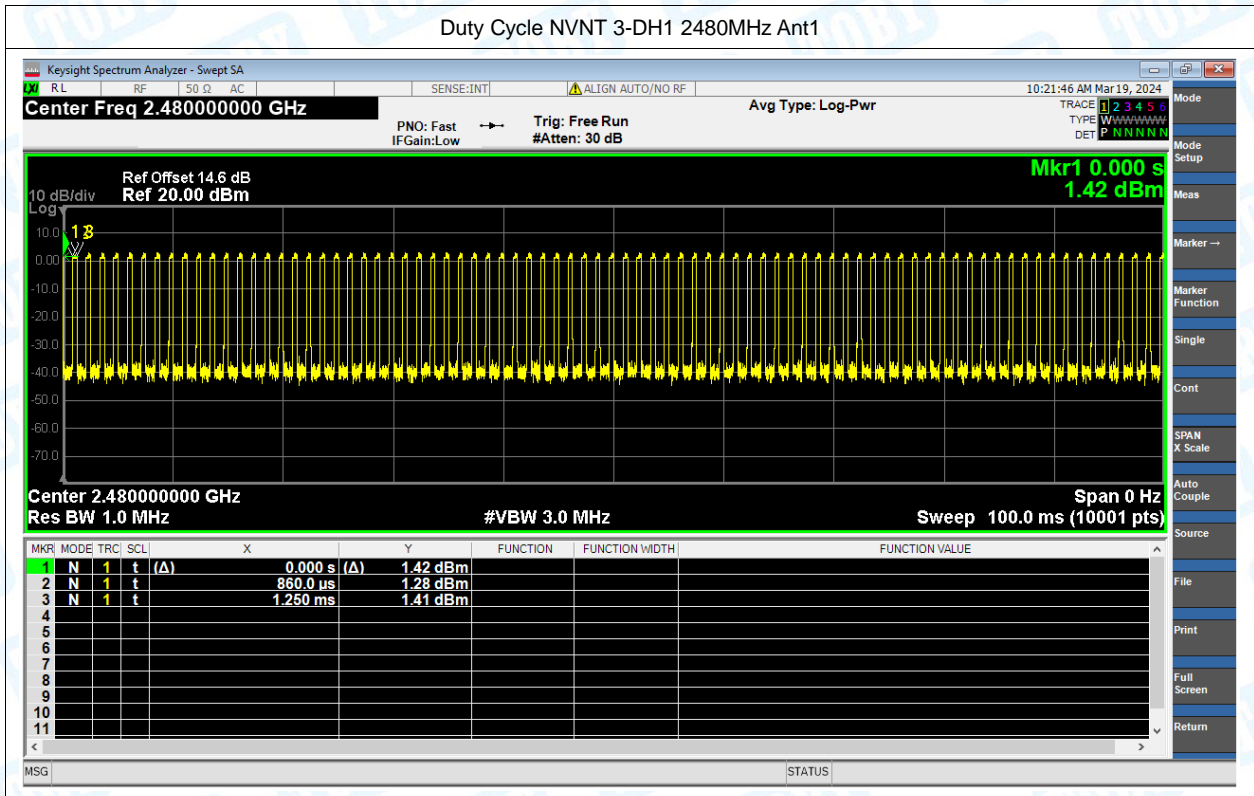 Duty Cycle NVNT 3-DH1 2480MHz Ant1
Keysight Spectrum Analyzer - Swept SA
LXI RL RF 50 Ω AC SENSE:INT ALIGN AUTO/NO RF 10:21:46 AM Mar 19, 2024
Center Freq 2.480000000 GHz
PNO: Fast
IFGain:Low
Trig: Free Run
#Atten: 30 dB
Avg Type: Log-Pwr
TRACE 1 2 3 4 5 6
TYPE W
DET P N N N N N
Ref Offset 14.6 dB
10 dB/div Ref 20.00 dBm
Log
Mkr1 0.000 s
1.42 dBm
10.0
0.00
-10.0
-20.0
-30.0
-40.0
-50.0
-60.0
-70.0
Center 2.480000000 GHz Span 0 Hz
Res BW 1.0 MHz #VBW 3.0 MHz Sweep 100.0 ms (10001 pts)
MKR MODE TRC SCL X Y FUNCTION FUNCTION WIDTH FUNCTION VALUE
1 N 1 t (Δ) 0.000 s (Δ) 1.42 dBm
2 N 1 t 860.0 µs 1.28 dBm
3 N 1 t 1.250 ms 1.41 dBm
4
5
6
7
8
9
10
11
MSG STATUS
Mode
Mode
Setup
Meas
Marker →
Marker
Function
Single
Cont
SPAN
X Scale
Auto
Couple
Source
File
Print
Full
Screen
Return